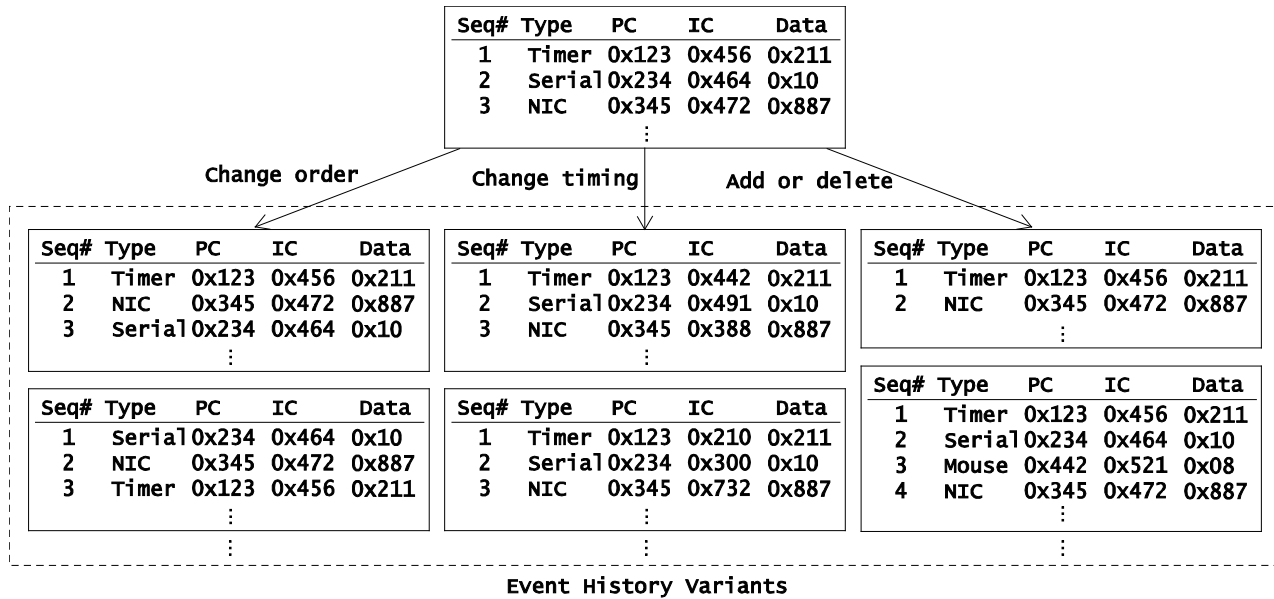 Seq# Type PC IC Data
1 Timer 0x123 0x456 0x211
2 Serial 0x234 0x464 0x10
3 NIC 0x345 0x472 0x887
⋮
Change order
Change timing
Add or delete
Seq# Type PC IC Data
1 Timer 0x123 0x456 0x211
2 NIC 0x345 0x472 0x887
3 Serial 0x234 0x464 0x10
⋮
Seq# Type PC IC Data
1 Serial 0x234 0x464 0x10
2 NIC 0x345 0x472 0x887
3 Timer 0x123 0x456 0x211
⋮
⋮
Seq# Type PC IC Data
1 Timer 0x123 0x442 0x211
2 Serial 0x234 0x491 0x10
3 NIC 0x345 0x388 0x887
⋮
Seq# Type PC IC Data
1 Timer 0x123 0x210 0x211
2 Serial 0x234 0x300 0x10
3 NIC 0x345 0x732 0x887
⋮
⋮
Seq# Type PC IC Data
1 Timer 0x123 0x456 0x211
2 NIC 0x345 0x472 0x887
⋮
Seq# Type PC IC Data
1 Timer 0x123 0x456 0x211
2 Serial 0x234 0x464 0x10
3 Mouse 0x442 0x521 0x08
4 NIC 0x345 0x472 0x887
⋮
⋮
Event History Variants